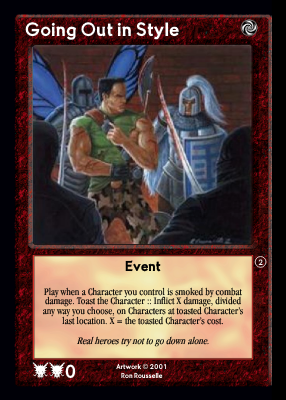 Going Out in Style
Event
2
Play when a Character you control is smoked by combat
damage. Toast the Character :: Inflict X damage, divided
any way you choose, on Characters at toasted Character's
last location. X = the toasted Character's cost.
Real heroes try not to go down alone.
0
Artwork © 2001
Ron Rousselle